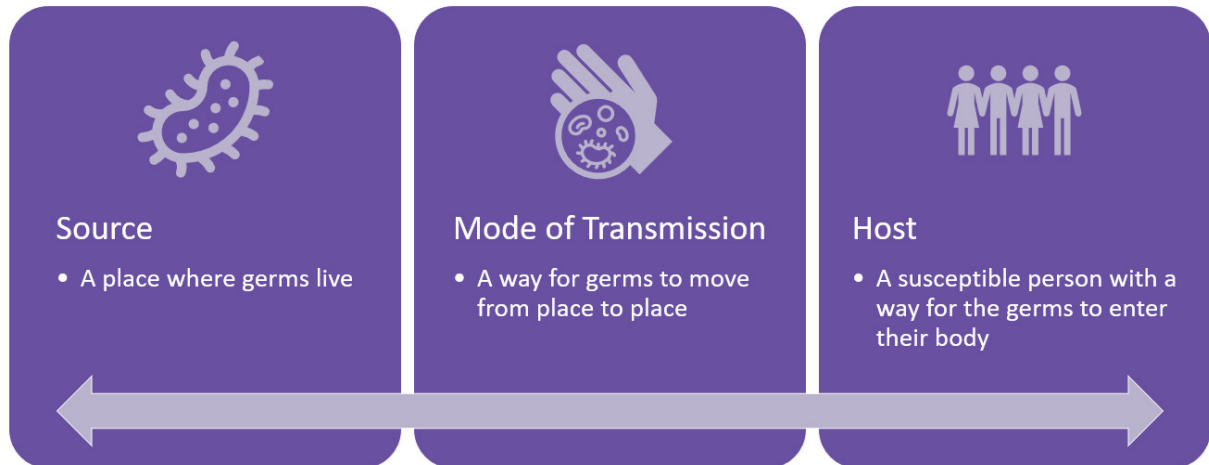 Source
• A place where germs live
Mode of Transmission
• A way for germs to move
from place to place
Host
• A susceptible person with a
way for the germs to enter
their body